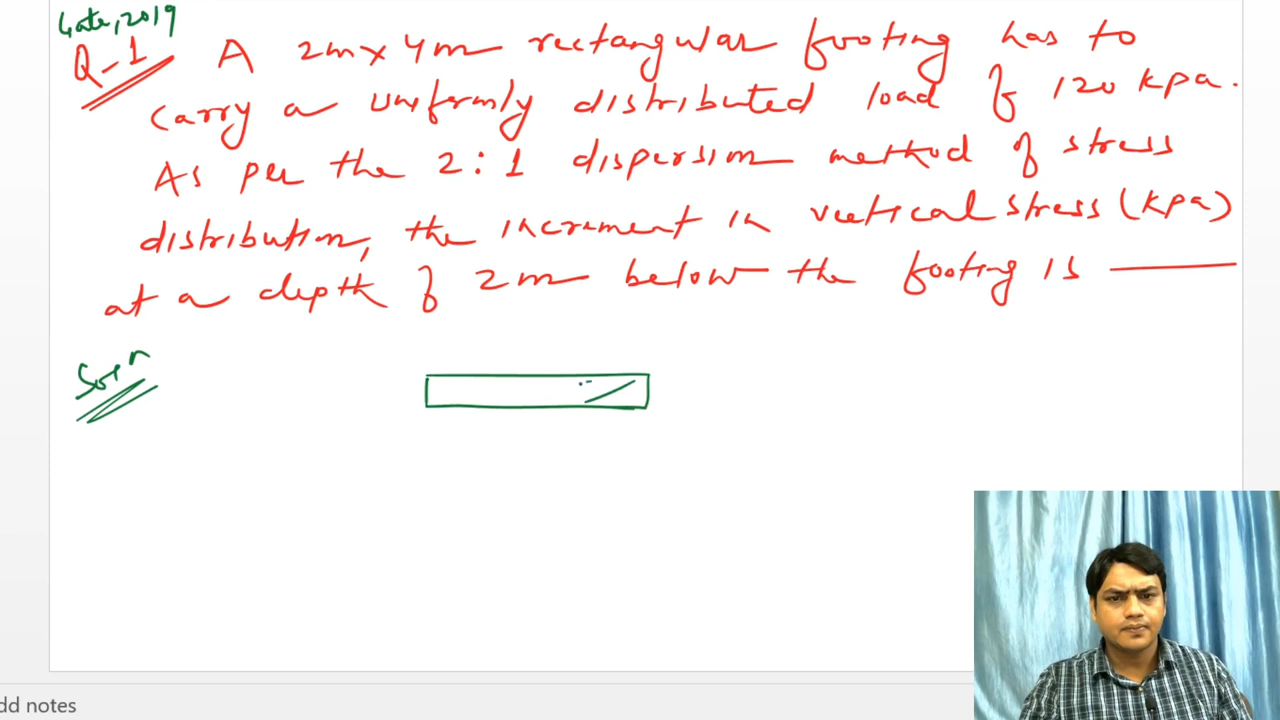 Gate, 2019
Q-1 A 2m x 4m rectangular footing has to
carry a uniformly distributed load of 120 kpa.
As per the 2:1 dispersion method of stress
distribution, the increment in vertical stress (kpa)
at a depth of 2m below the footing is
Soln
dd notes